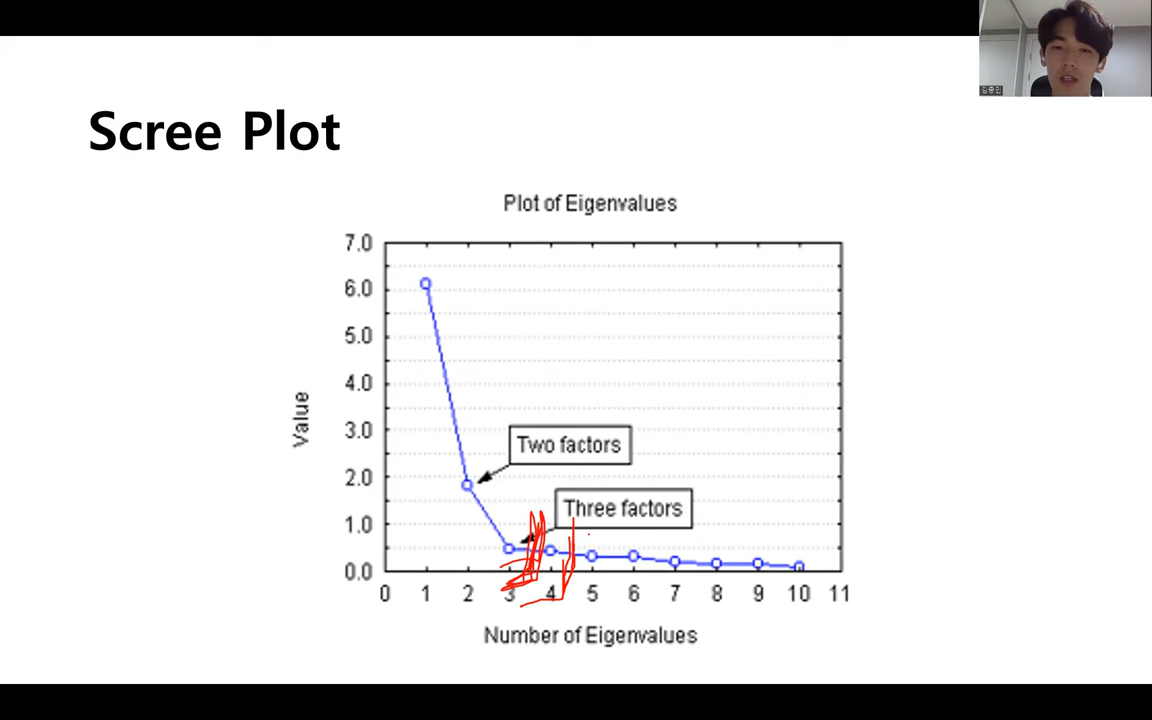 Scree Plot
Plot of Eigenvalues
7.0
6.0
5.0
4.0
3.0
2.0
1.0
0.0
Value
Two factors
Three factors
0 1 2 3 4 5 6 7 8 9 10 11
Number of Eigenvalues